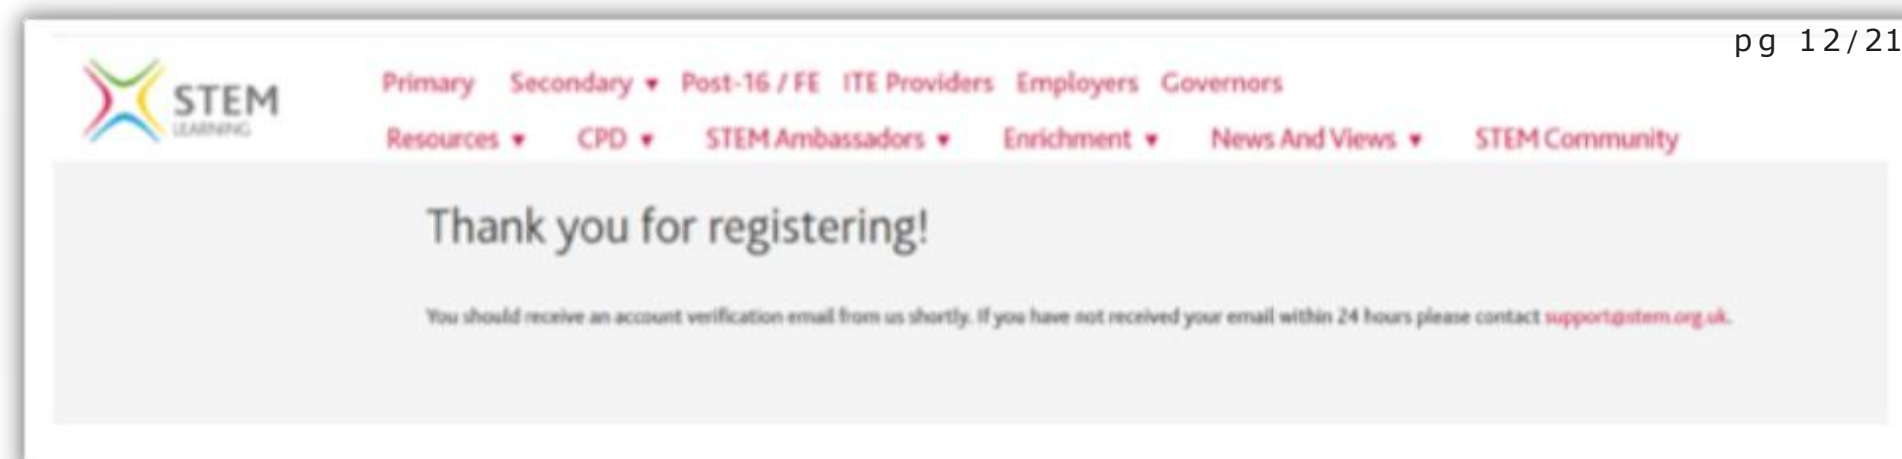 pg 12/21
STEM
LEARNING
Primary Secondary ▾ Post-16 / FE ITE Providers Employers Governors
Resources ▾ CPD ▾ STEM Ambassadors ▾ Enrichment ▾ News And Views ▾ STEM Community
Thank you for registering!
You should receive an account verification email from us shortly. If you have not received your email within 24 hours please contact support@stem.org.uk.